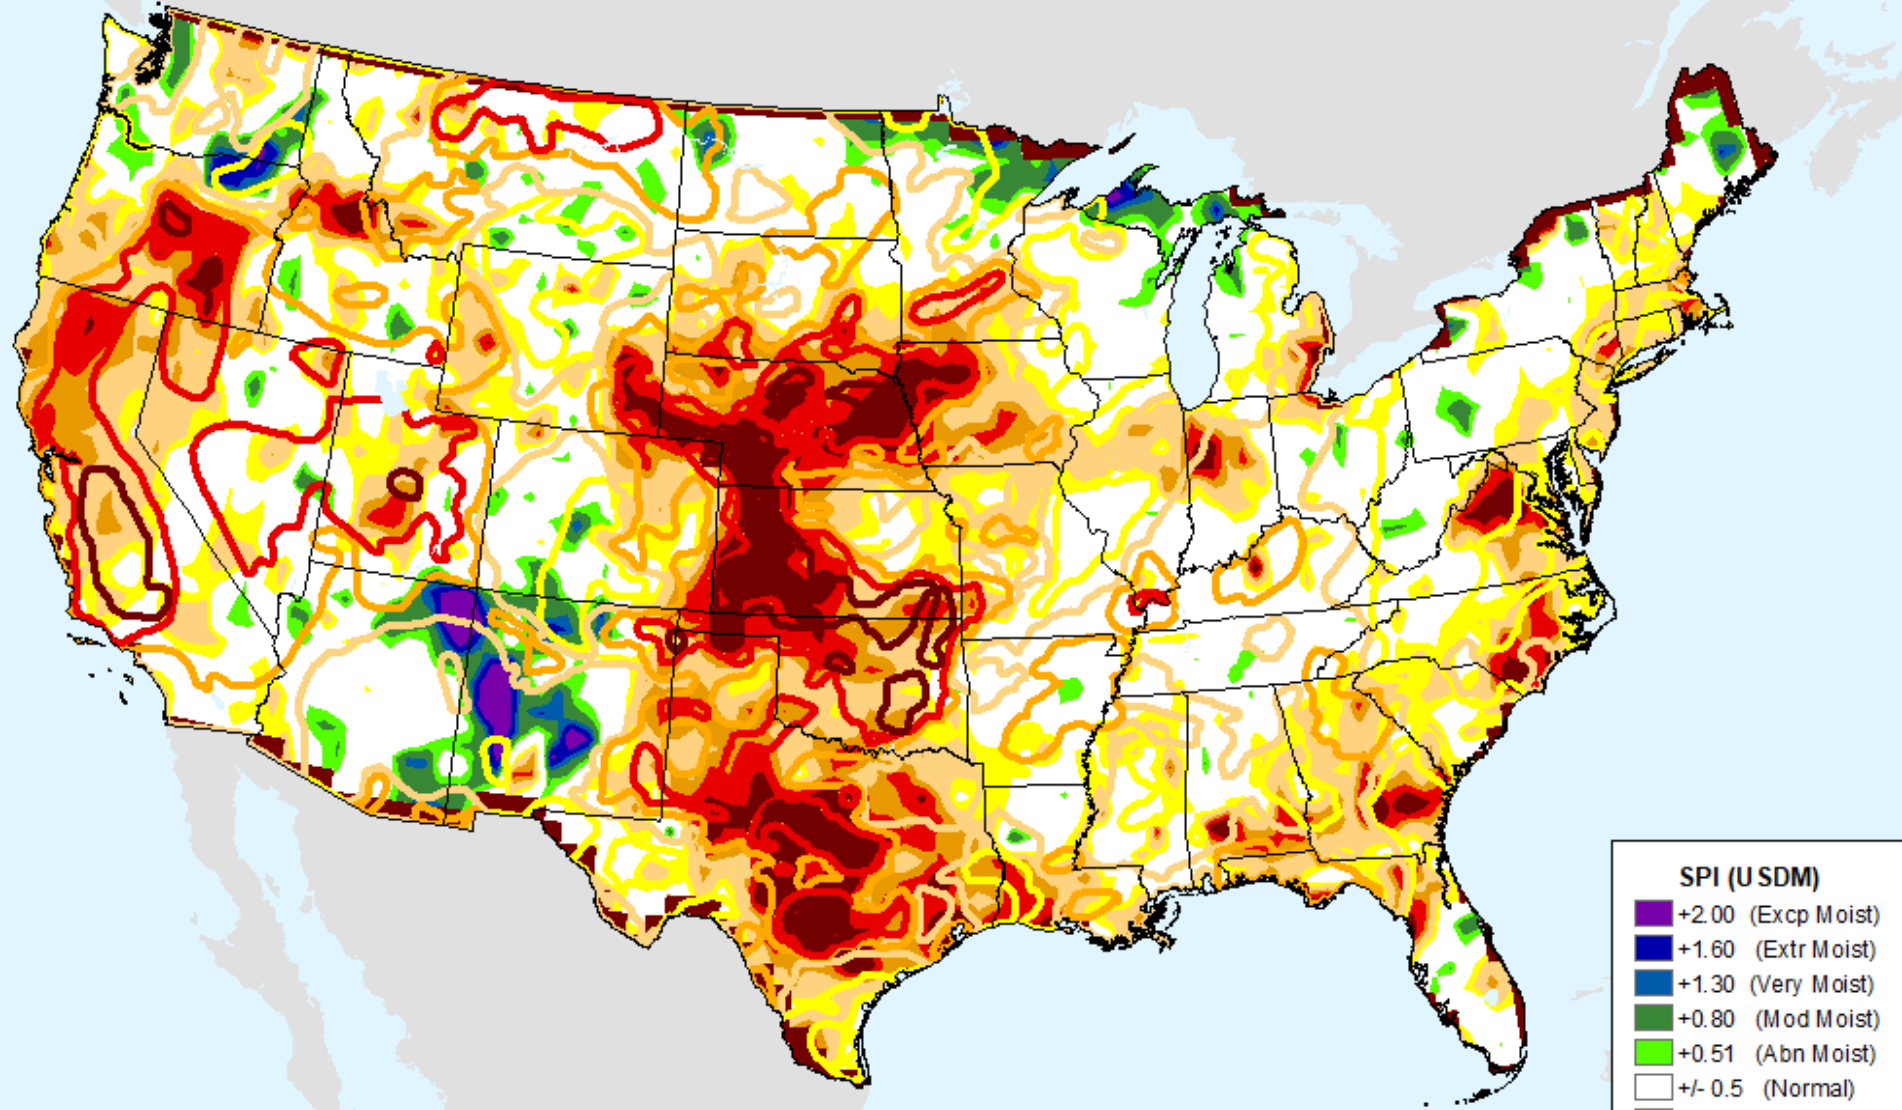 SPI (USDM)
+2.00 (Excp Moist)
+1.60 (Extr Moist)
+1.30 (Very Moist)
+0.80 (Mod Moist)
+0.51 (Abn Moist)
+/- 0.5 (Normal)